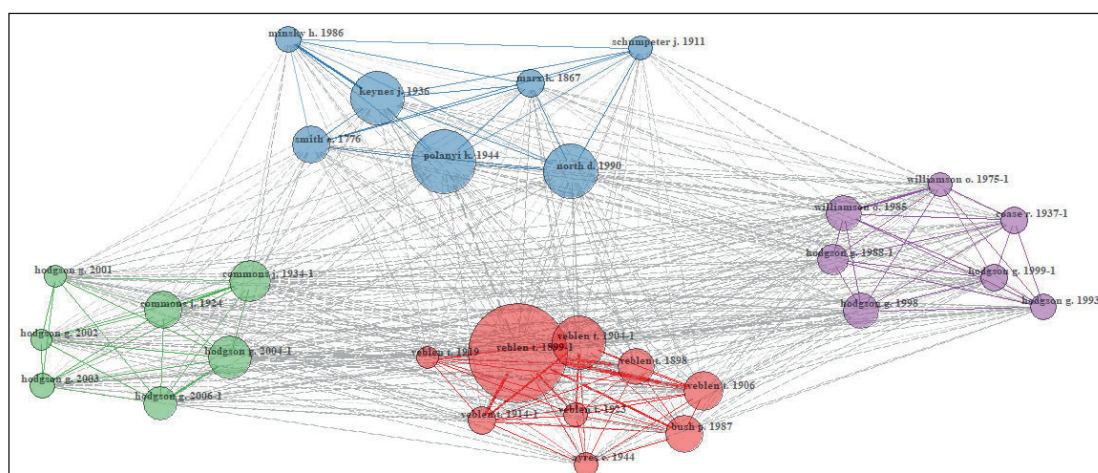 minsky h. 1986
schumpeter j. 1911
marx k. 1867
keynes j. 1936
smith a. 1776
polanyi k. 1944
north d. 1990
williamson o. 1975-1
williamson o. 1985
coase r. 1937-1
hodgson g. 1988-1
hodgson g. 1999-1
hodgson g. 1998
hodgson g. 1993
hodgson g. 2001
commons j. 1934-1
commons j. 1924
hodgson g. 2002
hodgson g. 2004-1
hodgson g. 2003
hodgson g. 2006-1
veblen t. 1904-1
veblen t. 1899-1
veblen t. 1919
veblen t. 1898
veblen t. 1906
veblen t. 1914-1
veblen t. 1923
bush p. 1987
ayres c. 1944